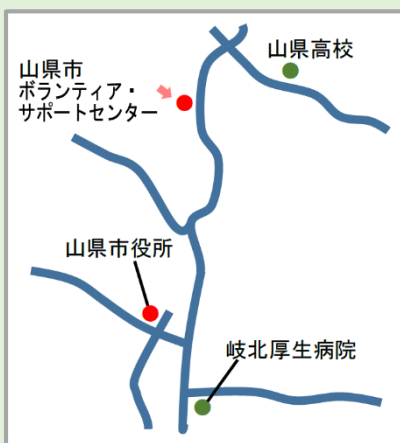 山県高校
山県市
ボランティア・
サポートセンター
山県市役所
岐北厚生病院